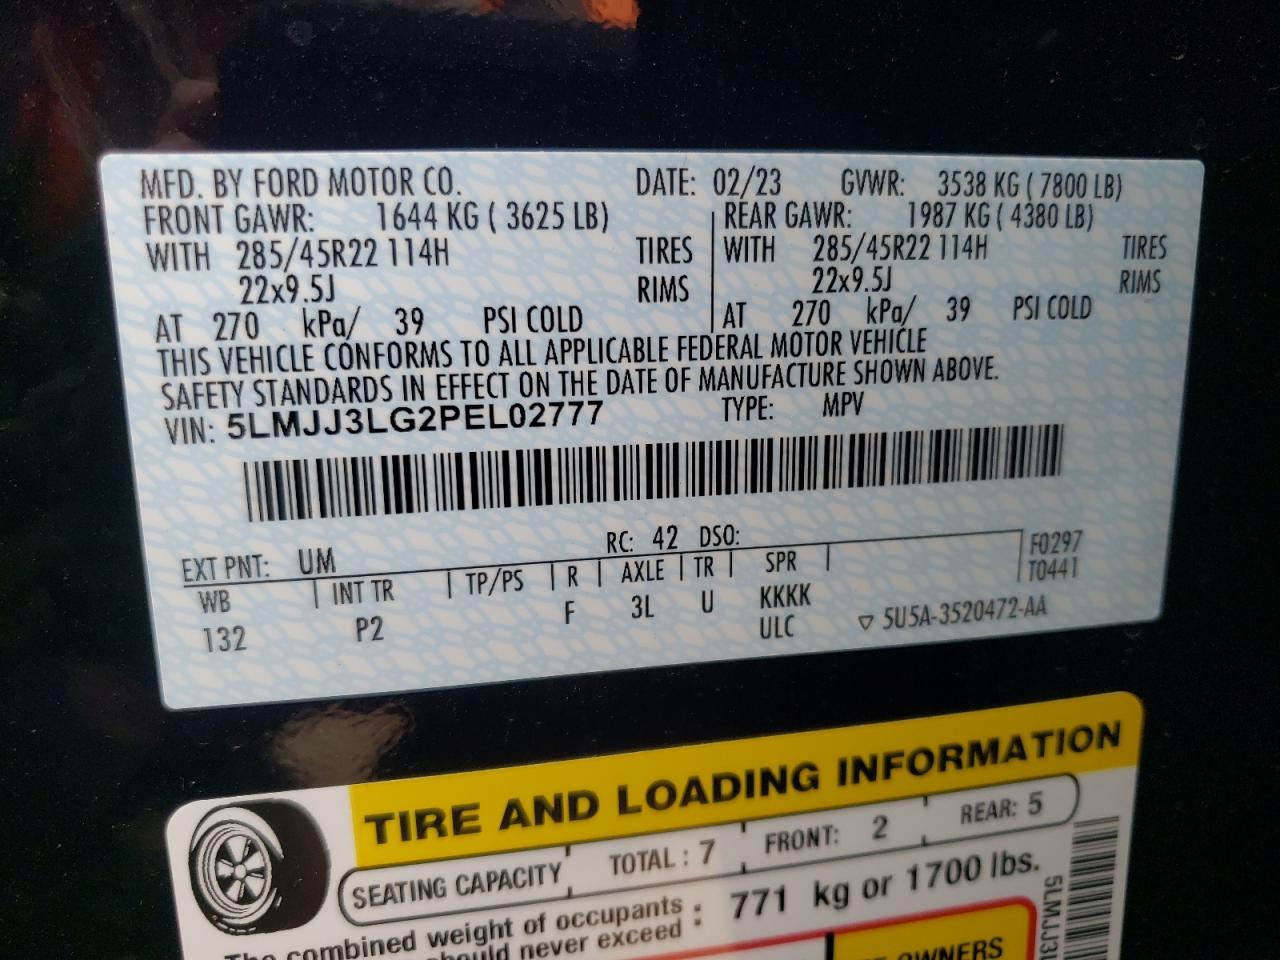 MFD. BY FORD MOTOR CO. DATE: 02/23 GVWR: 3538 KG ( 7800 LB)
FRONT GAWR: 1644 KG ( 3625 LB) REAR GAWR: 1987 KG ( 4380 LB)
WITH 285/45R22 114H TIRES WITH 285/45R22 114H TIRES
22x9.5J RIMS 22x9.5J RIMS
AT 270 kPa/ 39 PSI COLD AT 270 kPa/ 39 PSI COLD
THIS VEHICLE CONFORMS TO ALL APPLICABLE FEDERAL MOTOR VEHICLE
SAFETY STANDARDS IN EFFECT ON THE DATE OF MANUFACTURE SHOWN ABOVE.
VIN: 5LMJJ3LG2PEL02777 TYPE: MPV
EXT PNT: UM RC: 42 DSO:
WB INT TR TP/PS R AXLE TR SPR F0297
T0441
132 P2 F 3L U KKKK
ULC ▽ 5U5A-3520472-AA
TIRE AND LOADING INFORMATION
SEATING CAPACITY TOTAL : 7 FRONT: 2 REAR: 5
The combined weight of occupants
should never exceed : 771 kg or 1700 lbs.
OWNERS
5LMJJ3